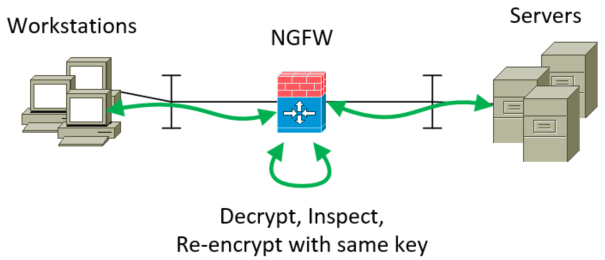 Workstations
NGFW
Servers
Decrypt, Inspect,
Re-encrypt with same key